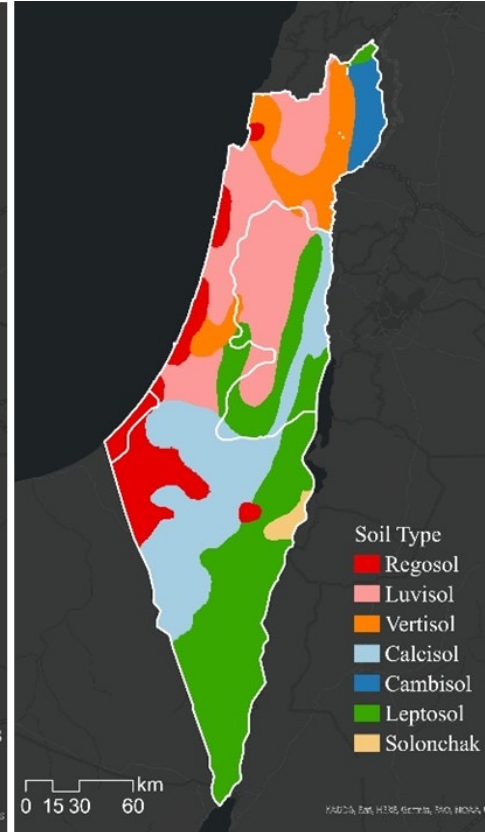 Soil Type
Regosol
Luvisol
Vertisol
Calcisol
Cambisol
Leptosol
Solonchak
km
0 15 30 60